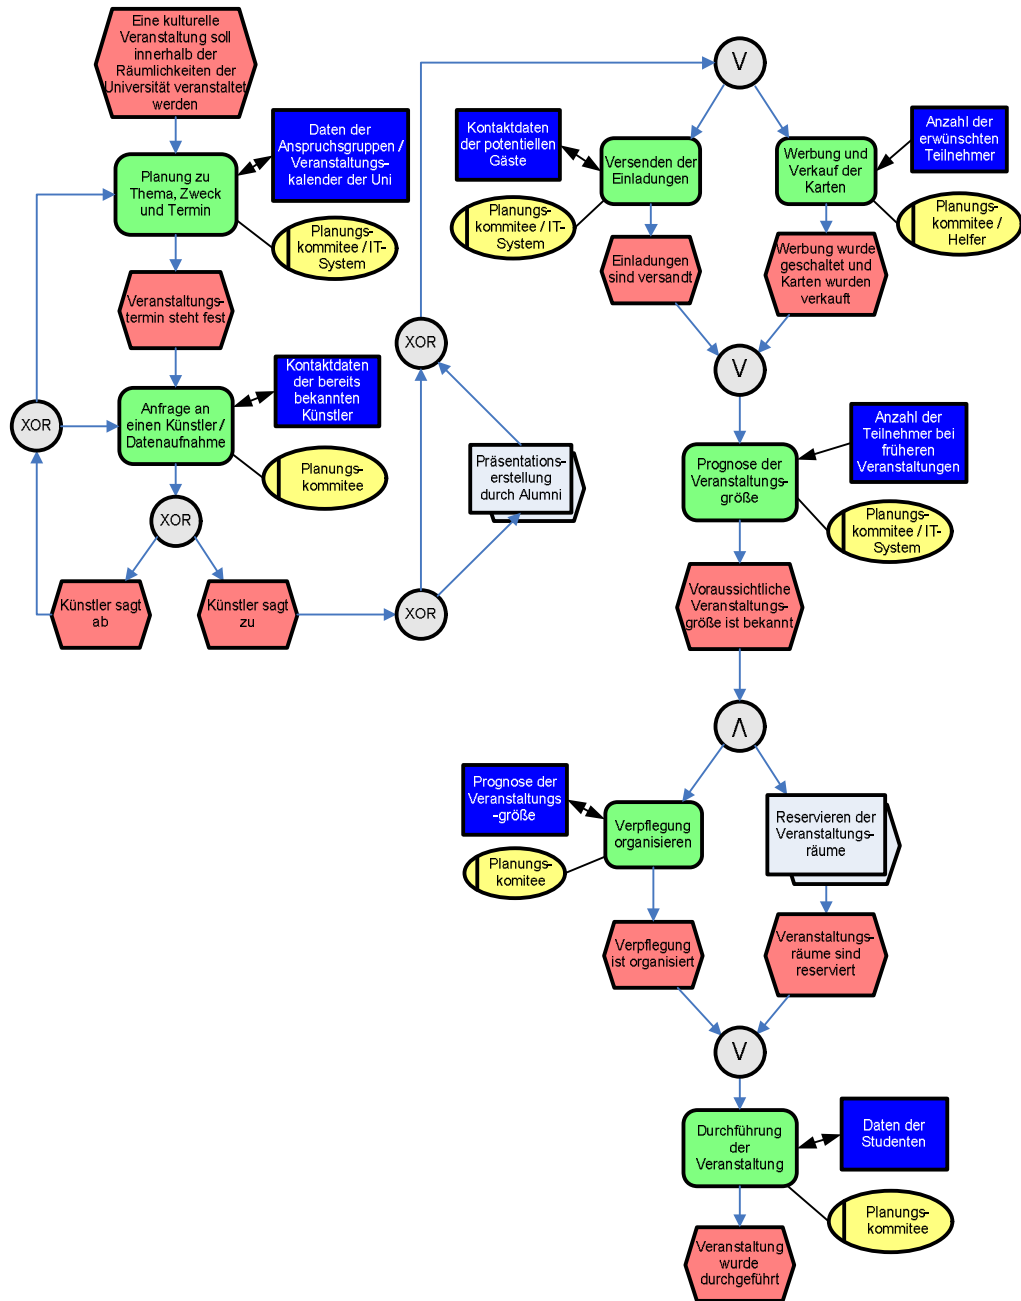 Eine kulturelle
Veranstaltung soll
innerhalb der
Räumlichkeiten der
Universität veranstaltet
werden
Daten der
Anspruchsgruppen /
Veranstaltungs-
kalender der Uni
Planung zu
Thema, Zweck
und Termin
Planungs-
kommitee / IT-
System
Veranstaltungs-
termin steht fest
Kontaktdaten
der bereits
bekannten
Künstler
XOR
Anfrage an
einen Künstler /
Datenaufnahme
Planungs-
kommitee
XOR
Künstler sagt
ab
Künstler sagt
zu
XOR
Präsentations-
erstellung
durch Alumni
XOR
V
Kontaktdaten
der potentiellen
Gäste
Versenden der
Einladungen
Planungs-
kommitee / IT-
System
Einladungen
sind versandt
Werbung und
Verkauf der
Karten
Anzahl der
erwünschten
Teilnehmer
Planungs-
kommitee /
Helfer
Werbung wurde
geschaltet und
Karten wurden
verkauft
V
Anzahl der
Teilnehmer bei
früheren
Veranstaltungen
Prognose der
Veranstaltungs-
größe
Planungs-
kommitee / IT-
System
Voraussichtliche
Veranstaltungs-
größe ist bekannt
Λ
Prognose der
Veranstaltungs
-größe
Verpflegung
organisieren
Planungs-
komitee
Verpflegung
ist organisiert
Reservieren der
Veranstaltungs-
räume
Veranstaltungs-
räume sind
reserviert
V
Durchführung
der
Veranstaltung
Daten der
Studenten
Planungs-
kommitee
Veranstaltung
wurde
durchgeführt